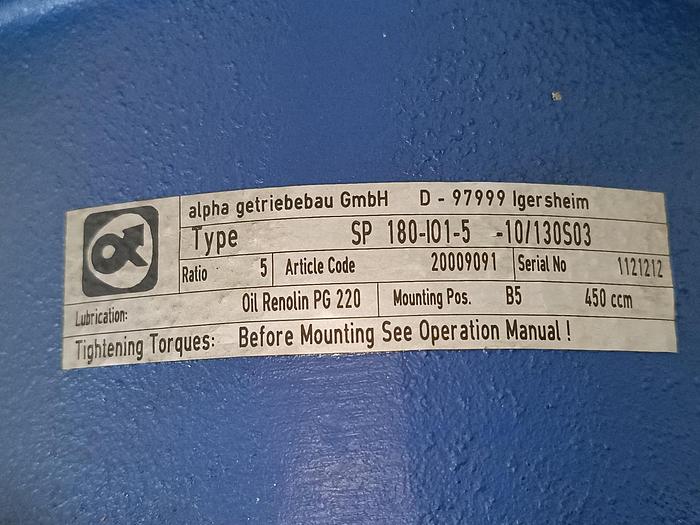 alpha getriebebau GmbH D - 97999 Igersheim
Type SP 180-IO1-5 -10/130S03
Ratio 5 Article Code 20009091 Serial No 1121212
Lubrication: Oil Renolin PG 220 Mounting Pos. B5 450 ccm
Tightening Torques: Before Mounting See Operation Manual !